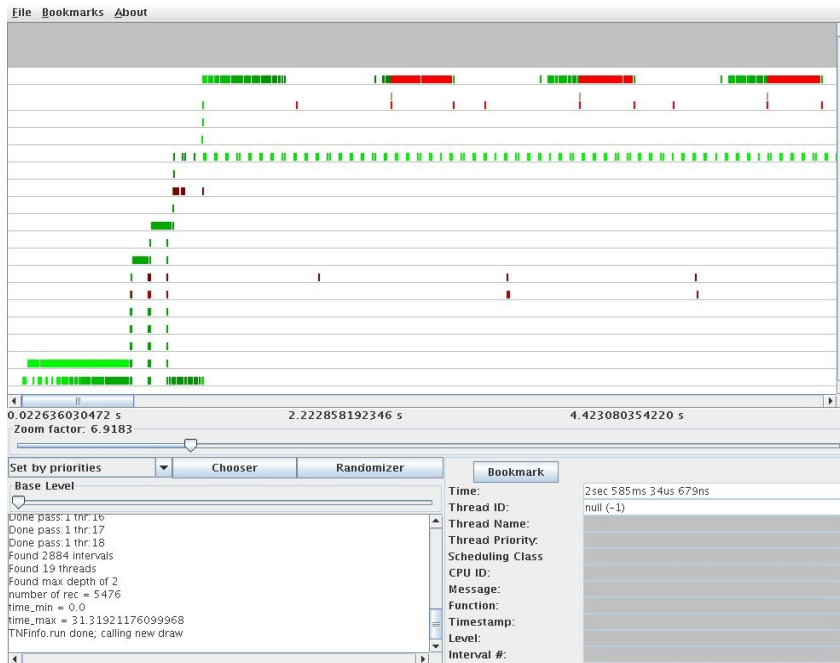 File Bookmarks About
0.022636030472 s 2.222858192346 s 4.423080354220 s
Zoom factor: 6.9183
Set by priorities Chooser Randomizer
Base Level
Done pass:1 thr:16
Done pass:1 thr:17
Done pass:1 thr:18
Found 2884 intervals
Found 19 threads
Found max depth of 2
number of rec = 5476
time_min = 0.0
time_max = 31.31921176099968
TNFinfo.run done; calling new draw
Bookmark
Time: 2sec 585ms 34us 679ns
Thread ID: null (-1)
Thread Name:
Thread Priority:
Scheduling Class
CPU ID:
Message:
Function:
Timestamp:
Level:
Interval #: